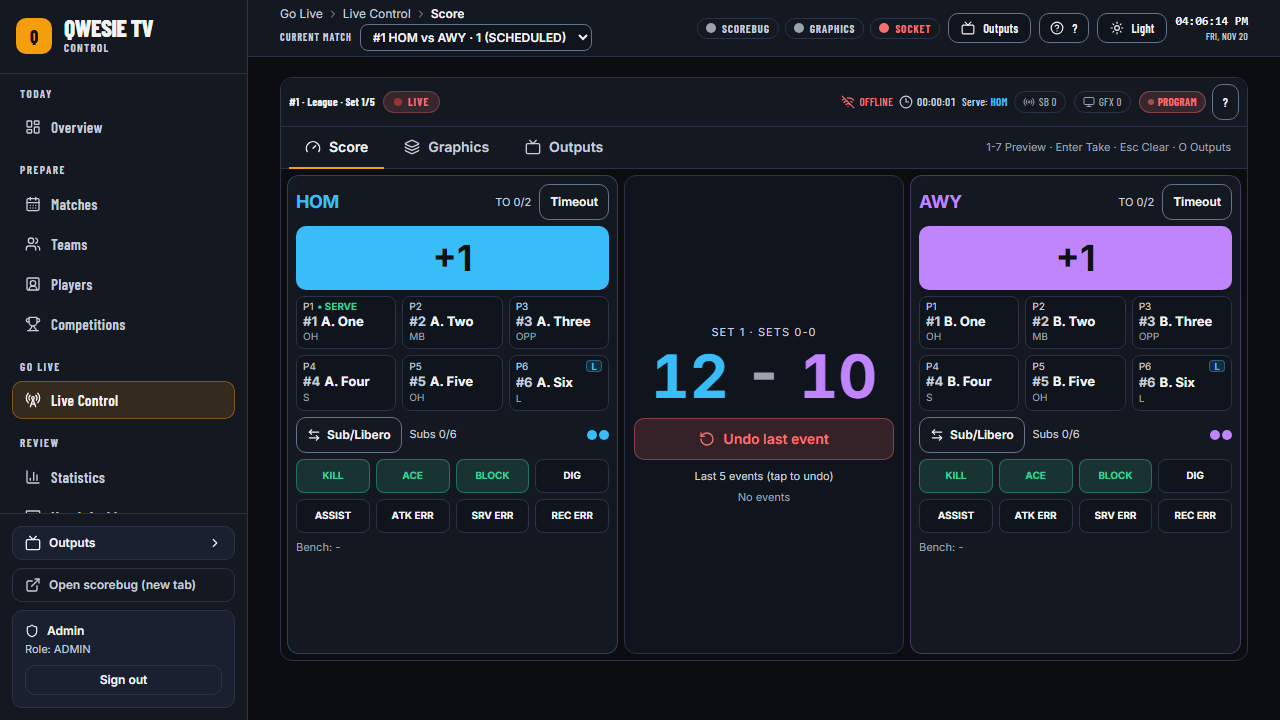 QWESIE TV
CONTROL
TODAY
Overview
PREPARE
Matches
Teams
Players
Competitions
GO LIVE
Live Control
REVIEW
Statistics
Outputs
Open scorebug (new tab)
Admin
Role: ADMIN
Sign out
Go Live > Live Control > Score
CURRENT MATCH #1 HOM vs AWY · 1 (SCHEDULED)
SCOREBUG GRAPHICS SOCKET Outputs ? Light
04:06:14 PM
FRI, NOV 20
#1 · League · Set 1/5 LIVE
OFFLINE 00:00:01 Serve: HOM SB 0 GFX 0 PROGRAM ?
Score Graphics Outputs
1-7 Preview · Enter Take · Esc Clear · O Outputs
HOM TO 0/2 Timeout
+1
P1 • SERVE P2 P3
#1 A. One #2 A. Two #3 A. Three
OH MB OPP
P4 P5 P6 L
#4 A. Four #5 A. Five #6 A. Six
S OH L
Sub/Libero Subs 0/6
KILL ACE BLOCK DIG
ASSIST ATK ERR SRV ERR REC ERR
Bench: -
SET 1 · SETS 0-0
12 - 10
Undo last event
Last 5 events (tap to undo)
No events
AWY TO 0/2 Timeout
+1
P1 P2 P3
#1 B. One #2 B. Two #3 B. Three
OH MB OPP
P4 P5 P6 L
#4 B. Four #5 B. Five #6 B. Six
S OH L
Sub/Libero Subs 0/6
KILL ACE BLOCK DIG
ASSIST ATK ERR SRV ERR REC ERR
Bench: -